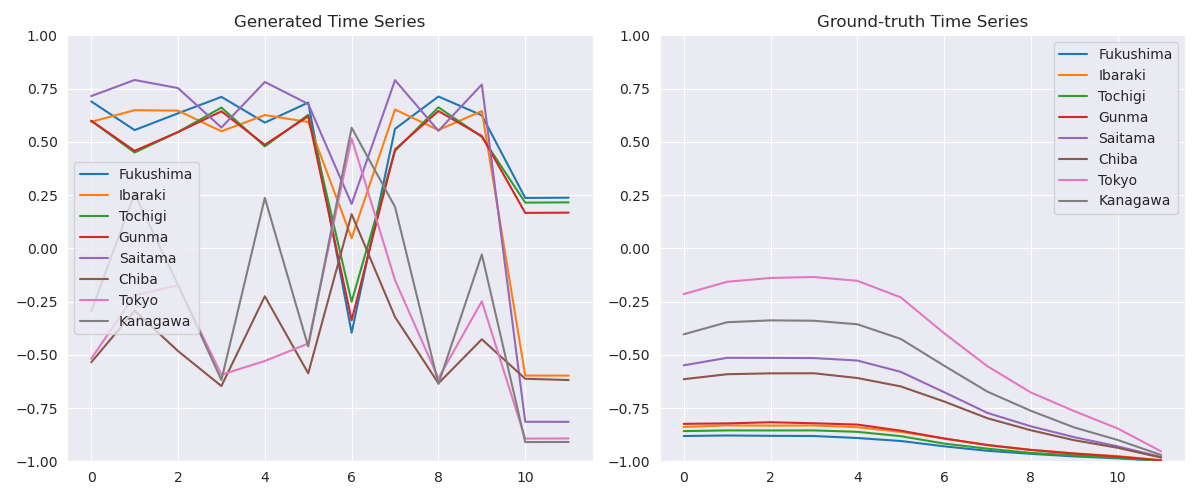 Generated Time Series
1.00
0.75
0.50
0.25
0.00
−0.25
−0.50
−0.75
−1.00
0 2 4 6 8 10
Fukushima
Ibaraki
Tochigi
Gunma
Saitama
Chiba
Tokyo
Kanagawa
Ground-truth Time Series
1.00
0.75
0.50
0.25
0.00
−0.25
−0.50
−0.75
−1.00
0 2 4 6 8 10
Fukushima
Ibaraki
Tochigi
Gunma
Saitama
Chiba
Tokyo
Kanagawa